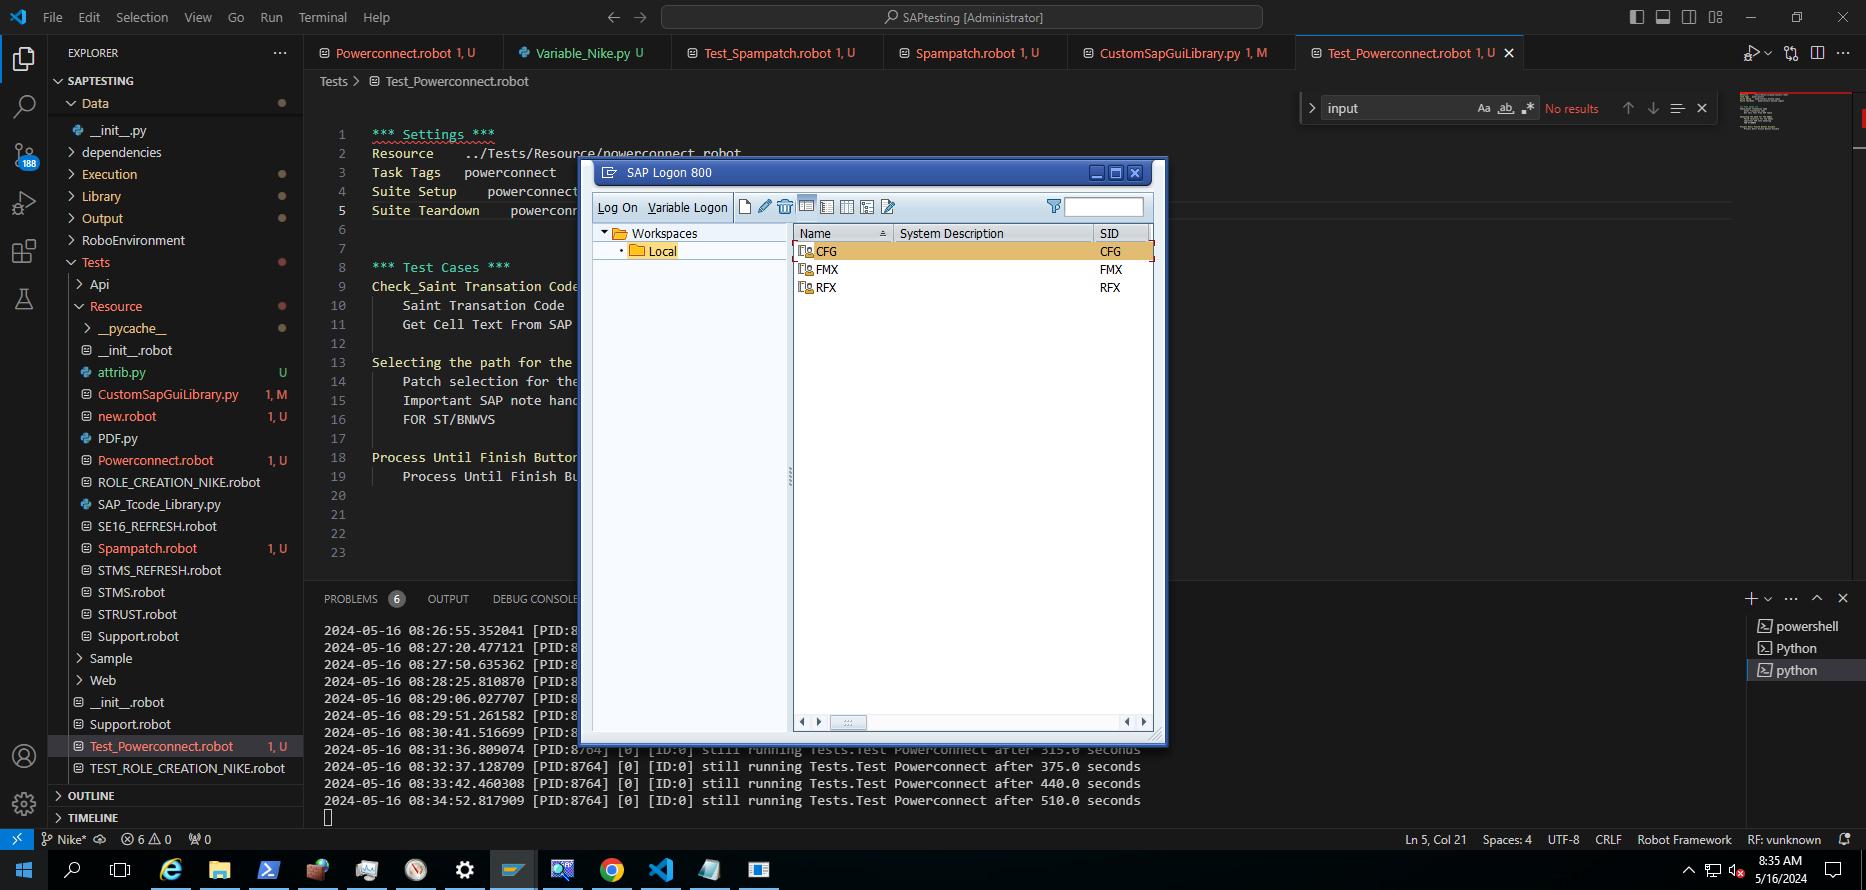 File Edit Selection View Go Run Terminal Help
SAPtesting [Administrator]
EXPLORER
SAPTESTING
Data
__init__.py
dependencies
Execution
Library
Output
RoboEnvironment
Tests
Api
Resource
__pycache__
__init__.robot
attrib.py U
CustomSapGuiLibrary.py 1, M
new.robot 1, U
PDF.py
Powerconnect.robot 1, U
ROLE_CREATION_NIKE.robot
SAP_Tcode_Library.py
SE16_REFRESH.robot
Spampatch.robot 1, U
STMS_REFRESH.robot
STMS.robot
STRUST.robot
Support.robot
Sample
Web
__init__.robot
Support.robot
Test_Powerconnect.robot 1, U
TEST_ROLE_CREATION_NIKE.robot
OUTLINE
TIMELINE
188
Powerconnect.robot 1, U
Variable_Nike.py U
Test_Spampatch.robot 1, U
Spampatch.robot 1, U
CustomSapGuiLibrary.py 1, M
Test_Powerconnect.robot 1, U
Tests > Test_Powerconnect.robot
input Aa ab No results
1 *** Settings ***
2 Resource ../Tests/Resource/powerconnect.robot
3 Task Tags powerconnect
4 Suite Setup powerconnect
5 Suite Teardown powerconn
6
7
8 *** Test Cases ***
9 Check_Saint Transation Code
10 Saint Transation Code
11 Get Cell Text From SAP
12
13 Selecting the path for the
14 Patch selection for the
15 Important SAP note hand
16 FOR ST/BNWVS
17
18 Process Until Finish Button
19 Process Until Finish Bu
20
21
22
23
SAP Logon 800
Log On Variable Logon
Workspaces
Local
Name System Description SID
CFG CFG
FMX FMX
RFX RFX
PROBLEMS 6 OUTPUT DEBUG CONSOLE
2024-05-16 08:26:55.352041 [PID:8
2024-05-16 08:27:20.477121 [PID:8
2024-05-16 08:27:50.635362 [PID:8
2024-05-16 08:28:25.810870 [PID:8
2024-05-16 08:29:06.027707 [PID:8
2024-05-16 08:29:51.261582 [PID:8
2024-05-16 08:30:41.516699 [PID:8
2024-05-16 08:31:36.809074 [PID:8764] [0] [ID:0] still running Tests.Test Powerconnect after 315.0 seconds
2024-05-16 08:32:37.128709 [PID:8764] [0] [ID:0] still running Tests.Test Powerconnect after 375.0 seconds
2024-05-16 08:33:42.460308 [PID:8764] [0] [ID:0] still running Tests.Test Powerconnect after 440.0 seconds
2024-05-16 08:34:52.817909 [PID:8764] [0] [ID:0] still running Tests.Test Powerconnect after 510.0 seconds
powershell
Python
python
Nike* 6 0 0
Ln 5, Col 21 Spaces: 4 UTF-8 CRLF Robot Framework RF: vunknown
8:35 AM
5/16/2024